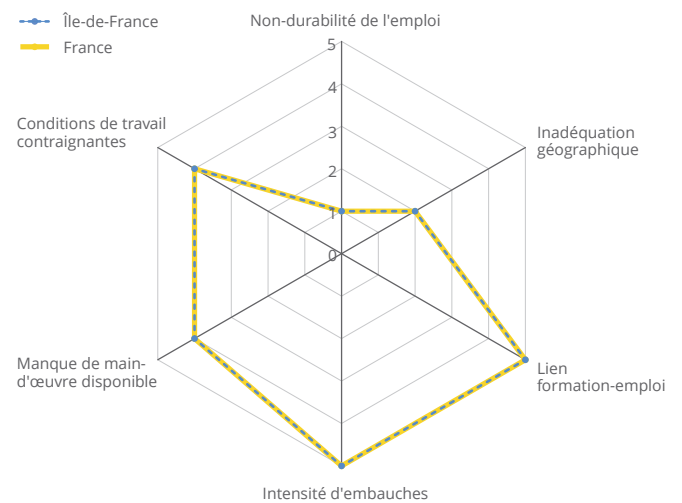 Île-de-France
France
Non-durabilité de l'emploi
5
4
3
2
1
0
Inadéquation
géographique
Lien
formation-emploi
Intensité d'embauches
Manque de main-
d'œuvre disponible
Conditions de travail
contraignantes